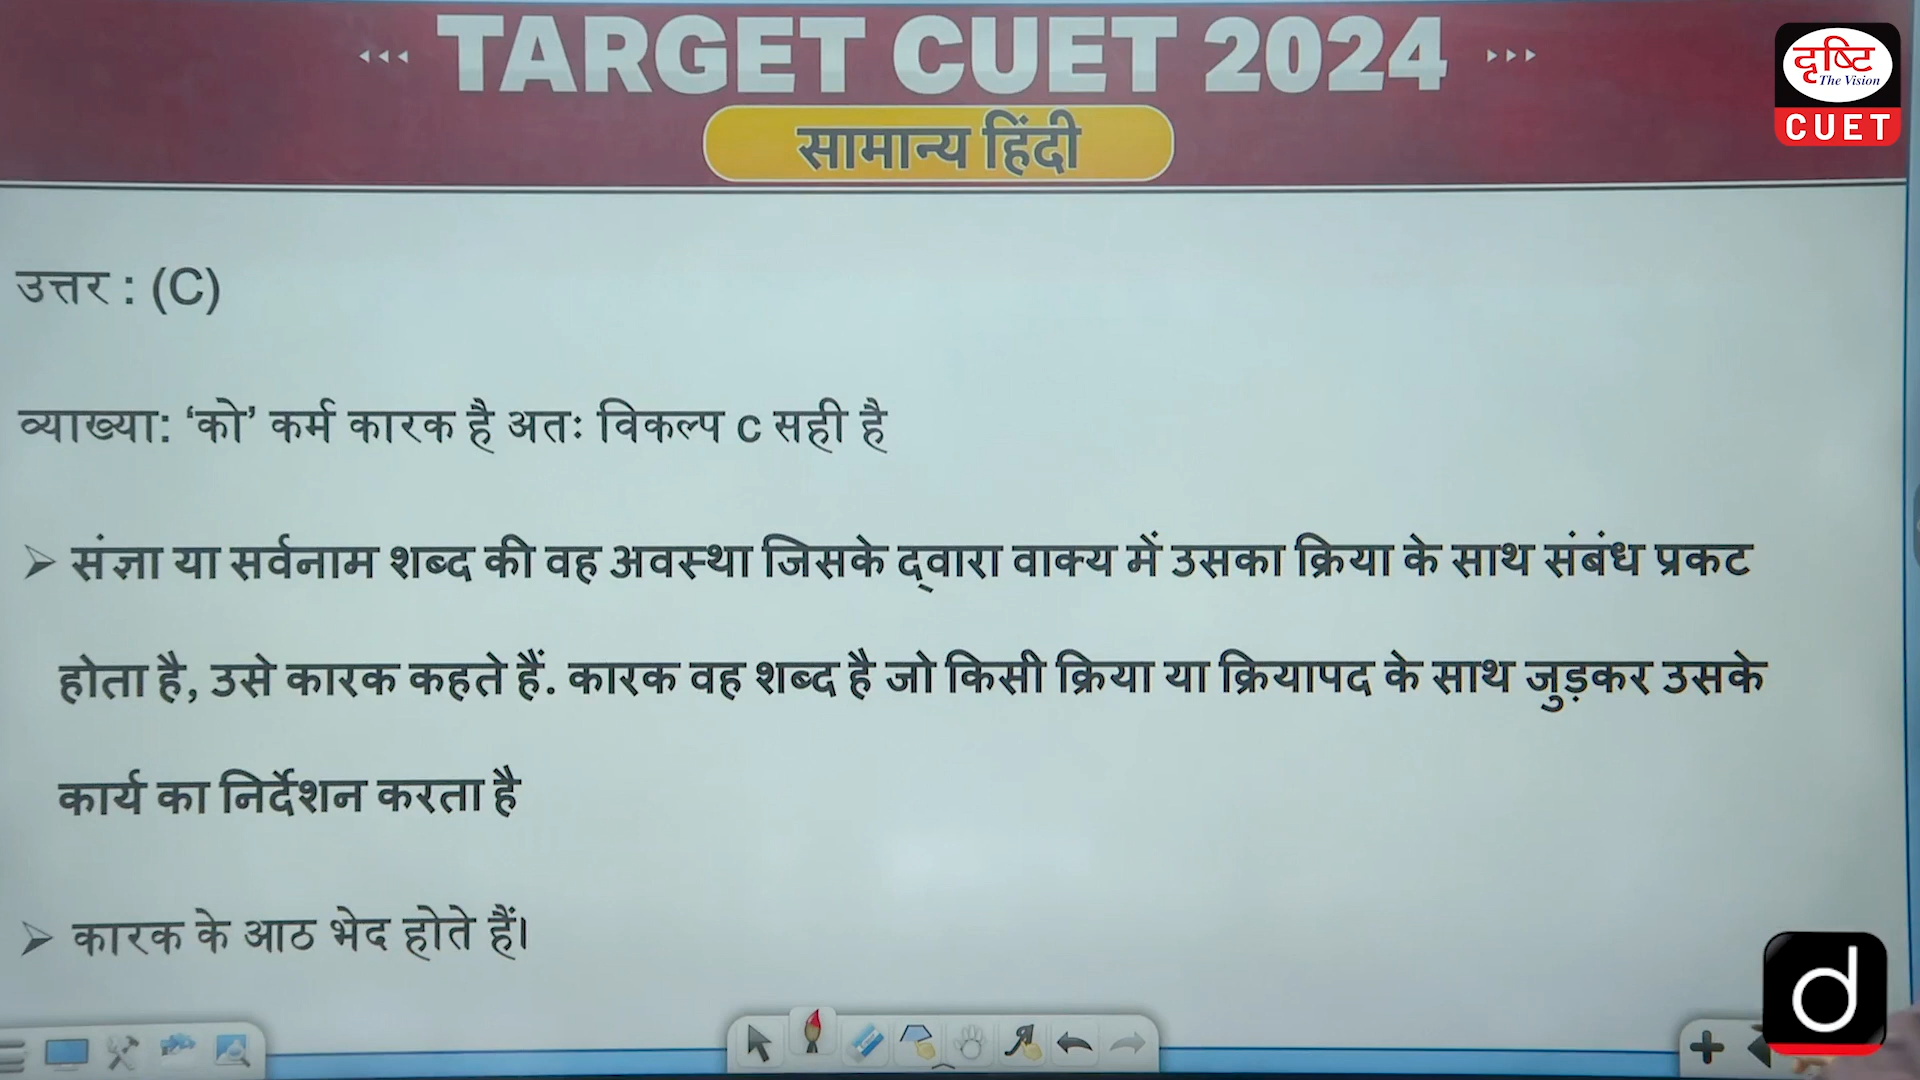 TARGET CUET 2024
दृष्टि
The Vision
CUET
सामान्य हिंदी
उत्तर : (C)
व्याख्या: ‘को’ कर्म कारक है अतः विकल्प c सही है
संज्ञा या सर्वनाम शब्द की वह अवस्था जिसके द्वारा वाक्य में उसका क्रिया के साथ संबंध प्रकट
होता है, उसे कारक कहते हैं. कारक वह शब्द है जो किसी क्रिया या क्रियापद के साथ जुड़कर उसके
कार्य का निर्देशन करता है
कारक के आठ भेद होते हैं।
d